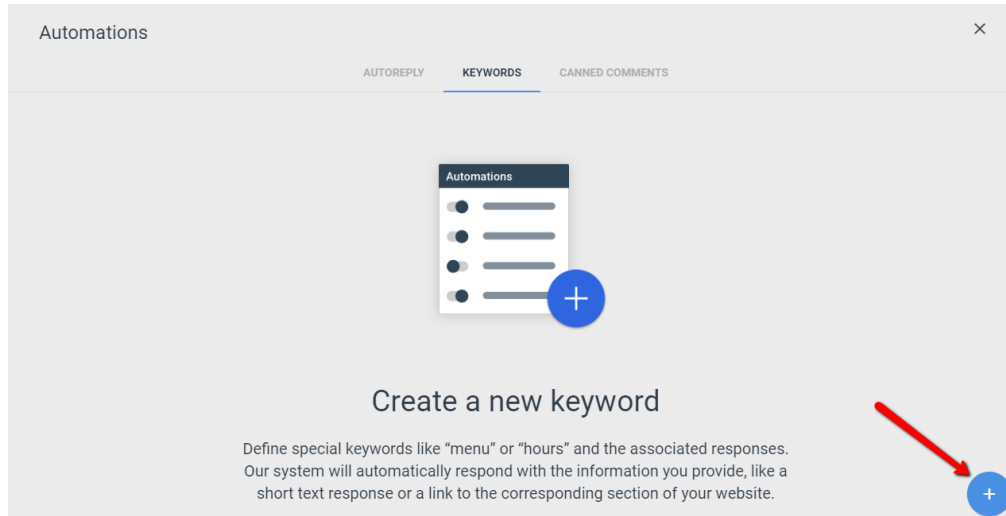 Automations
AUTOREPLY KEYWORDS CANNED COMMENTS
Automations
Create a new keyword
Define special keywords like “menu” or “hours” and the associated responses.
Our system will automatically respond with the information you provide, like a
short text response or a link to the corresponding section of your website.